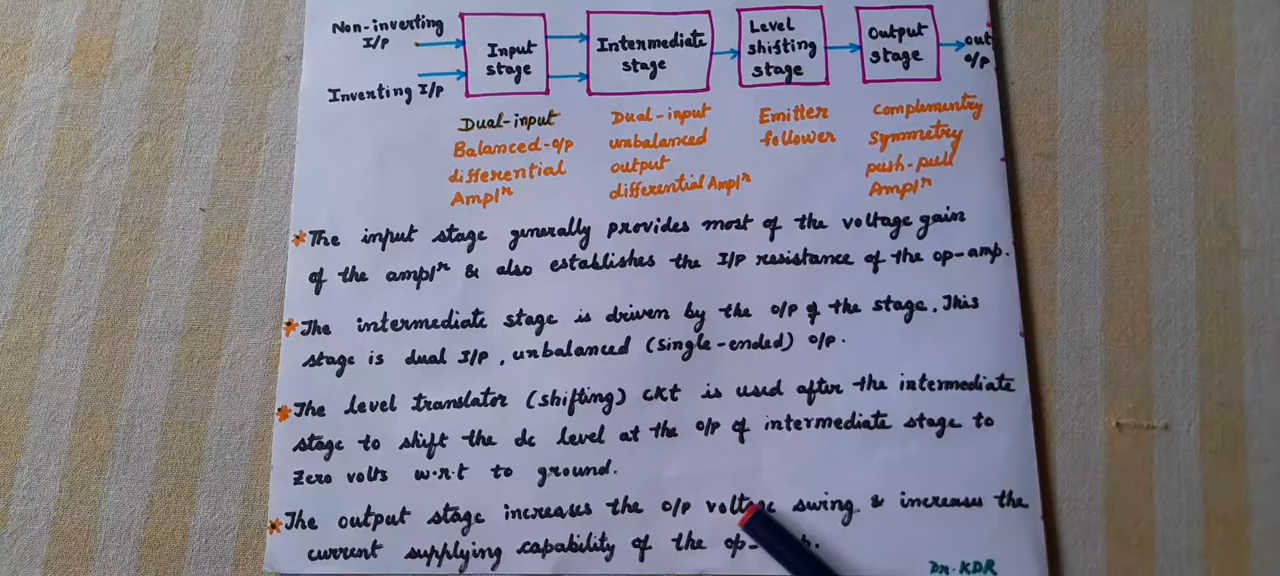 Non-inverting I/P
Inverting I/P
Input stage
Intermediate stage
Level shifting stage
Output stage
out o/p
Dual-input
Balanced-o/p
differential
Amplr
Dual-input
unbalanced
output
differential Amplr
Emitter
follower
Complementry
Symmetry
push-pull
Amplr
* The input stage generally provides most of the voltage gain
of the amplr & also establishes the I/P resistance of the op-amp.
* The intermediate stage is driven by the o/p of the stage. This
stage is dual I/P, unbalanced (single-ended) o/p.
* The level translator (shifting) ckt is used after the intermediate
stage to shift the dc level at the o/p of intermediate stage to
Zero volts w.r.t to ground.
* The output stage increases the o/p voltage swing & increases the
current supplying capability of the op-
Dr. KDR